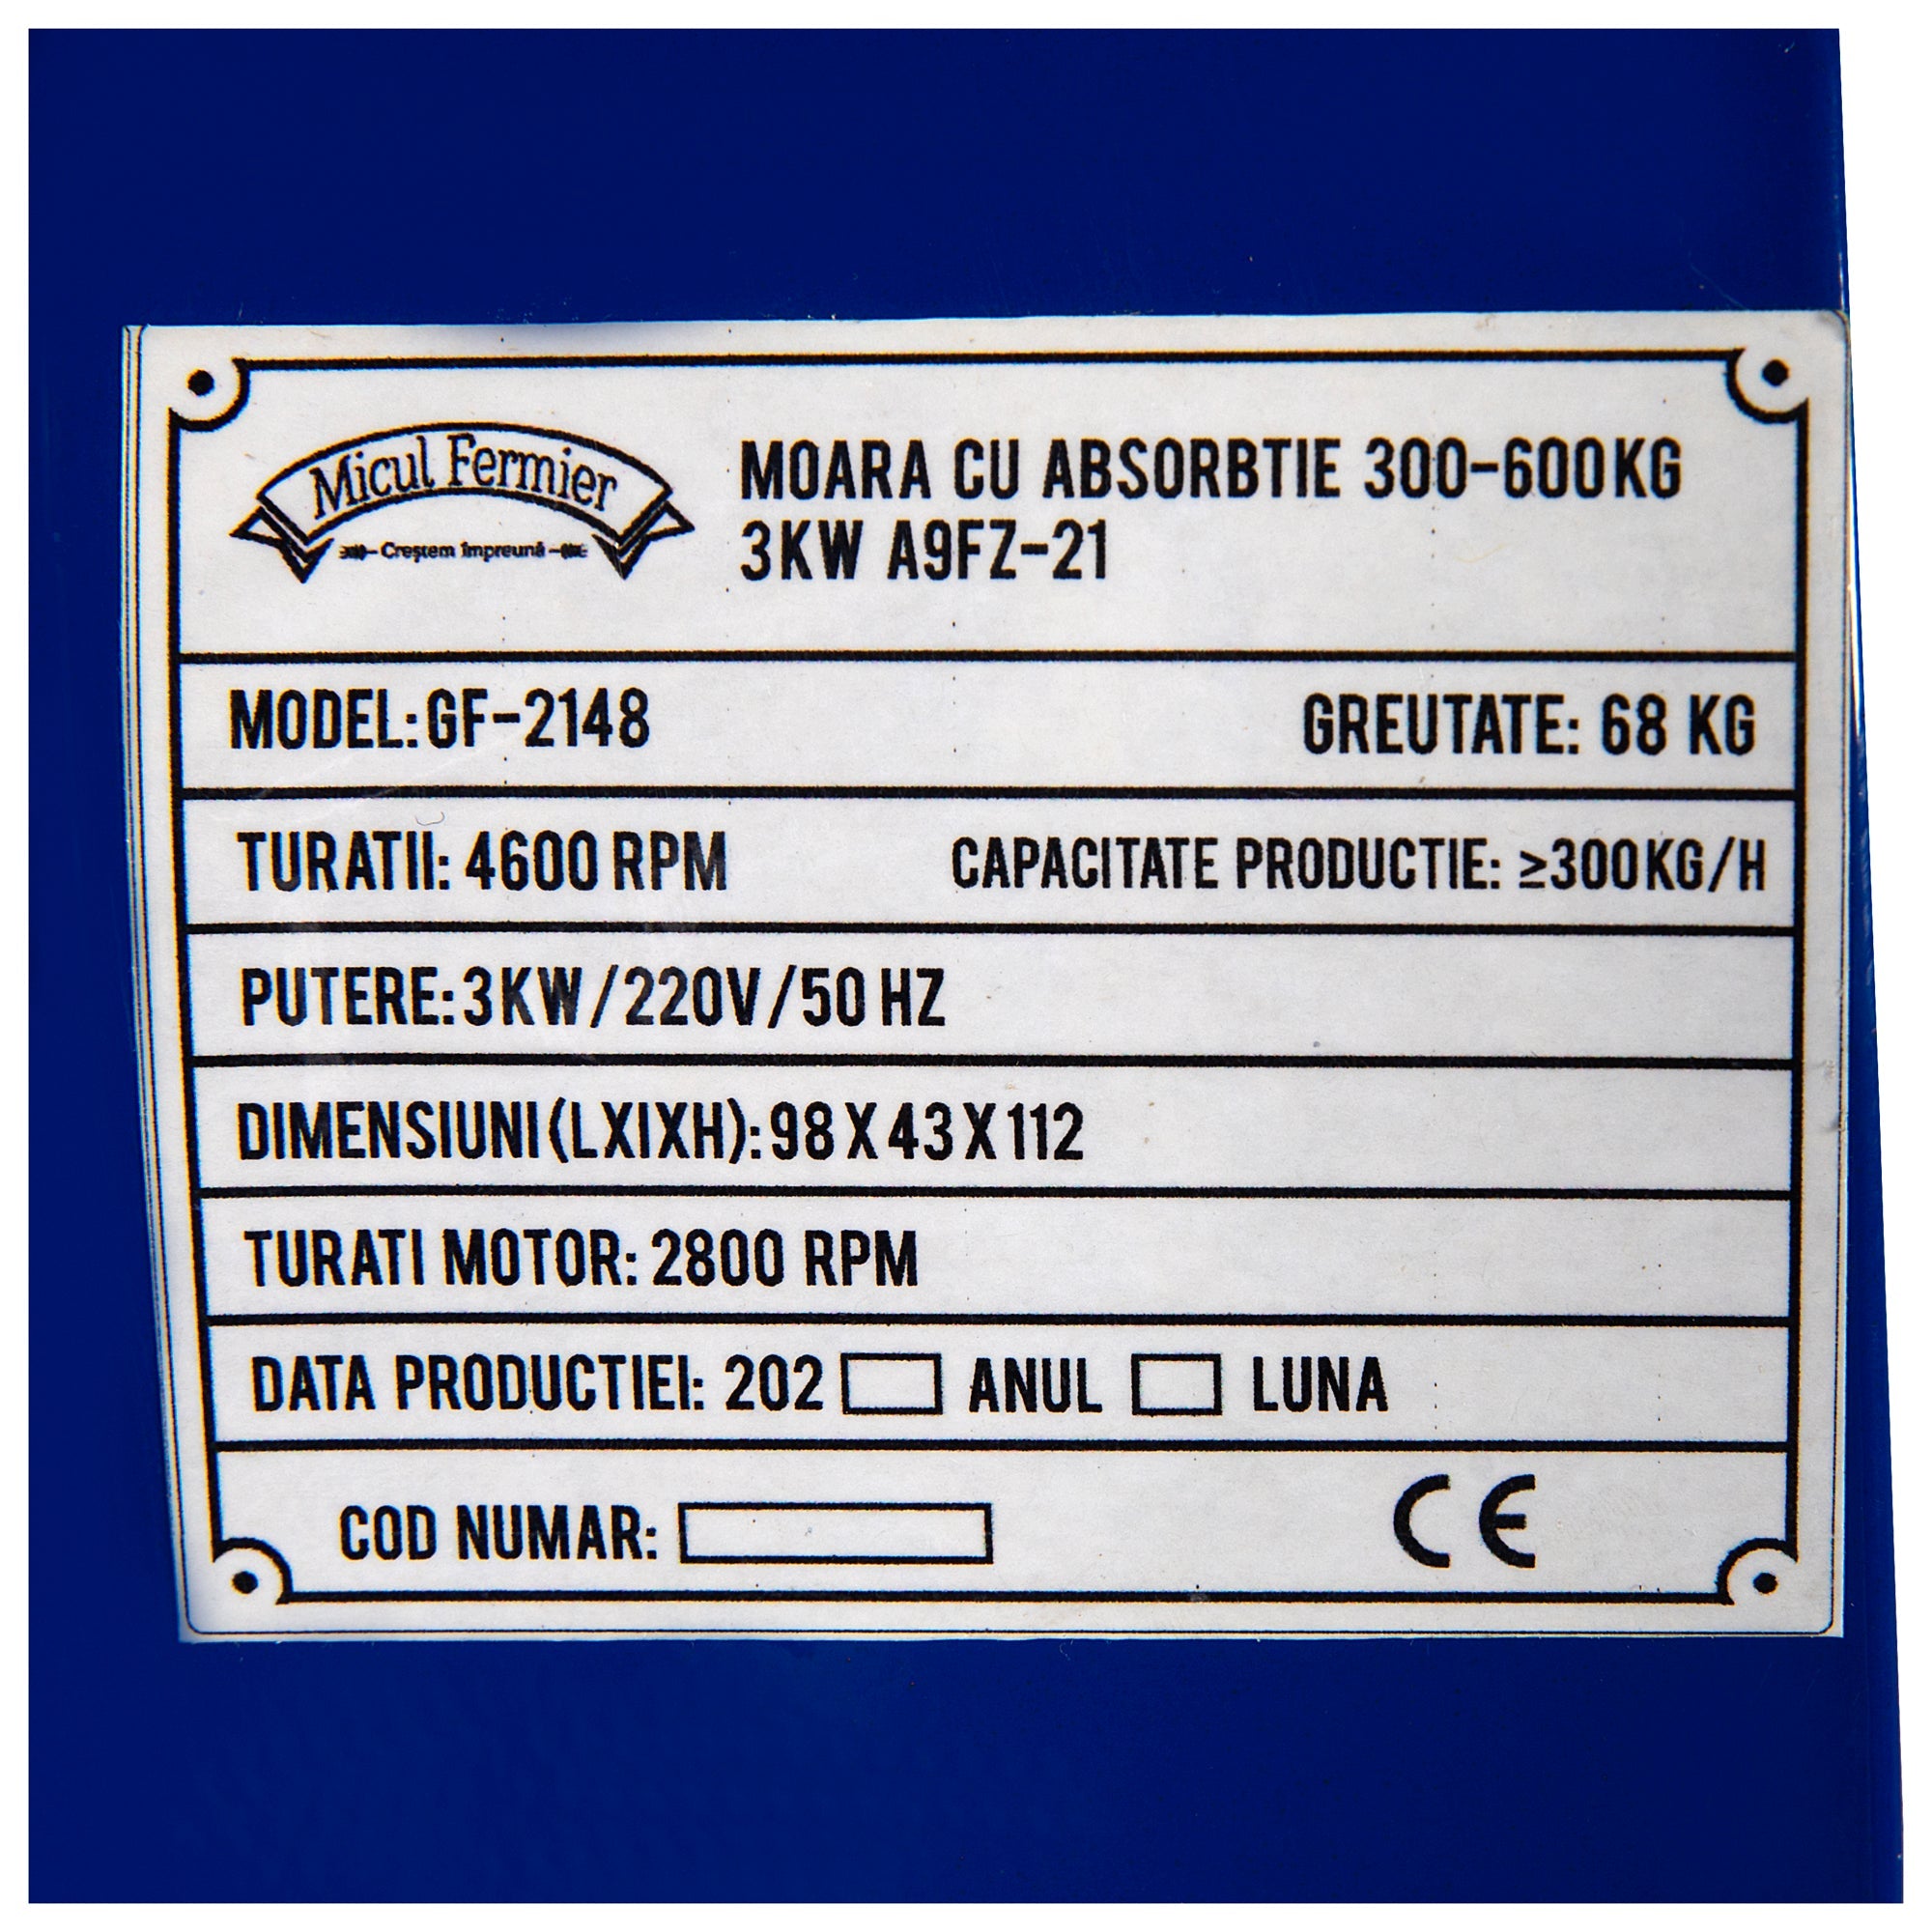 Micul Fermier
Creştem împreună
MOARA CU ABSORBTIE 300-600KG
3KW A9FZ-21
MODEL:GF-2148 GREUTATE: 68 KG
TURATII: 4600 RPM CAPACITATE PRODUCTIE: ≥300KG/H
PUTERE:3KW/220V/50 HZ
DIMENSIUNI(LXIXH):98 X 43 X 112
TURATI MOTOR: 2800 RPM
DATA PRODUCTIEI: 202 ANUL LUNA
COD NUMAR: CE